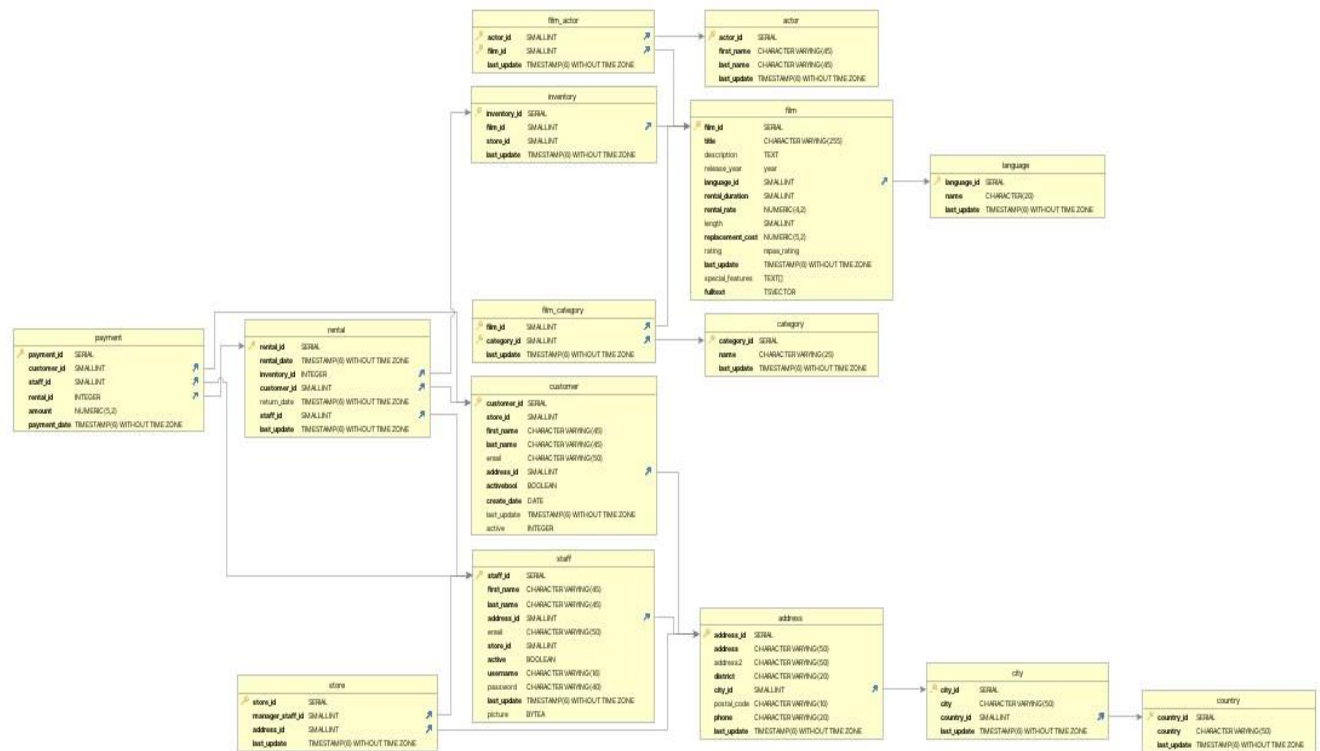 film_actor
actor_id SMALLINT
film_id SMALLINT
last_update TIMESTAMP(6) WITHOUT TIME ZONE
actor
actor_id SERIAL
first_name CHARACTER VARYING(45)
last_name CHARACTER VARYING(45)
last_update TIMESTAMP(6) WITHOUT TIME ZONE
inventory
inventory_id SERIAL
film_id SMALLINT
store_id SMALLINT
last_update TIMESTAMP(6) WITHOUT TIME ZONE
film
film_id SERIAL
title CHARACTER VARYING(255)
description TEXT
release_year year
language_id SMALLINT
rental_duration SMALLINT
rental_rate NUMERIC(4,2)
length SMALLINT
replacement_cost NUMERIC(5,2)
rating mpaa_rating
last_update TIMESTAMP(6) WITHOUT TIME ZONE
special_features TEXT[]
fulltext TSVECTOR
language
language_id SERIAL
name CHARACTER(20)
last_update TIMESTAMP(6) WITHOUT TIME ZONE
film_category
film_id SMALLINT
category_id SMALLINT
last_update TIMESTAMP(6) WITHOUT TIME ZONE
category
category_id SERIAL
name CHARACTER VARYING(25)
last_update TIMESTAMP(6) WITHOUT TIME ZONE
payment
payment_id SERIAL
customer_id SMALLINT
staff_id SMALLINT
rental_id INTEGER
amount NUMERIC(5,2)
payment_date TIMESTAMP(6) WITHOUT TIME ZONE
rental
rental_id SERIAL
rental_date TIMESTAMP(6) WITHOUT TIME ZONE
inventory_id INTEGER
customer_id SMALLINT
return_date TIMESTAMP(6) WITHOUT TIME ZONE
staff_id SMALLINT
last_update TIMESTAMP(6) WITHOUT TIME ZONE
customer
customer_id SERIAL
store_id SMALLINT
first_name CHARACTER VARYING(45)
last_name CHARACTER VARYING(45)
email CHARACTER VARYING(50)
address_id SMALLINT
activebool BOOLEAN
create_date DATE
last_update TIMESTAMP(6) WITHOUT TIME ZONE
active INTEGER
staff
staff_id SERIAL
first_name CHARACTER VARYING(45)
last_name CHARACTER VARYING(45)
address_id SMALLINT
email CHARACTER VARYING(50)
store_id SMALLINT
active BOOLEAN
username CHARACTER VARYING(16)
password CHARACTER VARYING(40)
last_update TIMESTAMP(6) WITHOUT TIME ZONE
picture BYTEA
store
store_id SERIAL
manager_staff_id SMALLINT
address_id SMALLINT
last_update TIMESTAMP(6) WITHOUT TIME ZONE
address
address_id SERIAL
address CHARACTER VARYING(50)
address2 CHARACTER VARYING(50)
district CHARACTER VARYING(20)
city_id SMALLINT
postal_code CHARACTER VARYING(10)
phone CHARACTER VARYING(20)
last_update TIMESTAMP(6) WITHOUT TIME ZONE
city
city_id SERIAL
city CHARACTER VARYING(50)
country_id SMALLINT
last_update TIMESTAMP(6) WITHOUT TIME ZONE
country
country_id SERIAL
country CHARACTER VARYING(50)
last_update TIMESTAMP(6) WITHOUT TIME ZONE